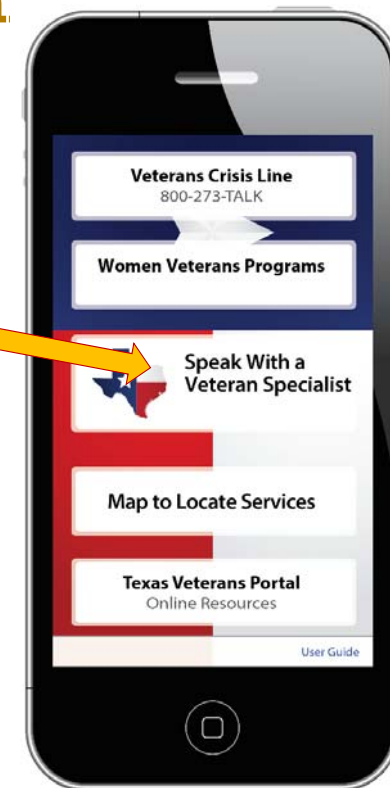 Veterans Crisis Line
800-273-TALK
Women Veterans Programs
Speak With a
Veteran Specialist
Map to Locate Services
Texas Veterans Portal
Online Resources
User Guide